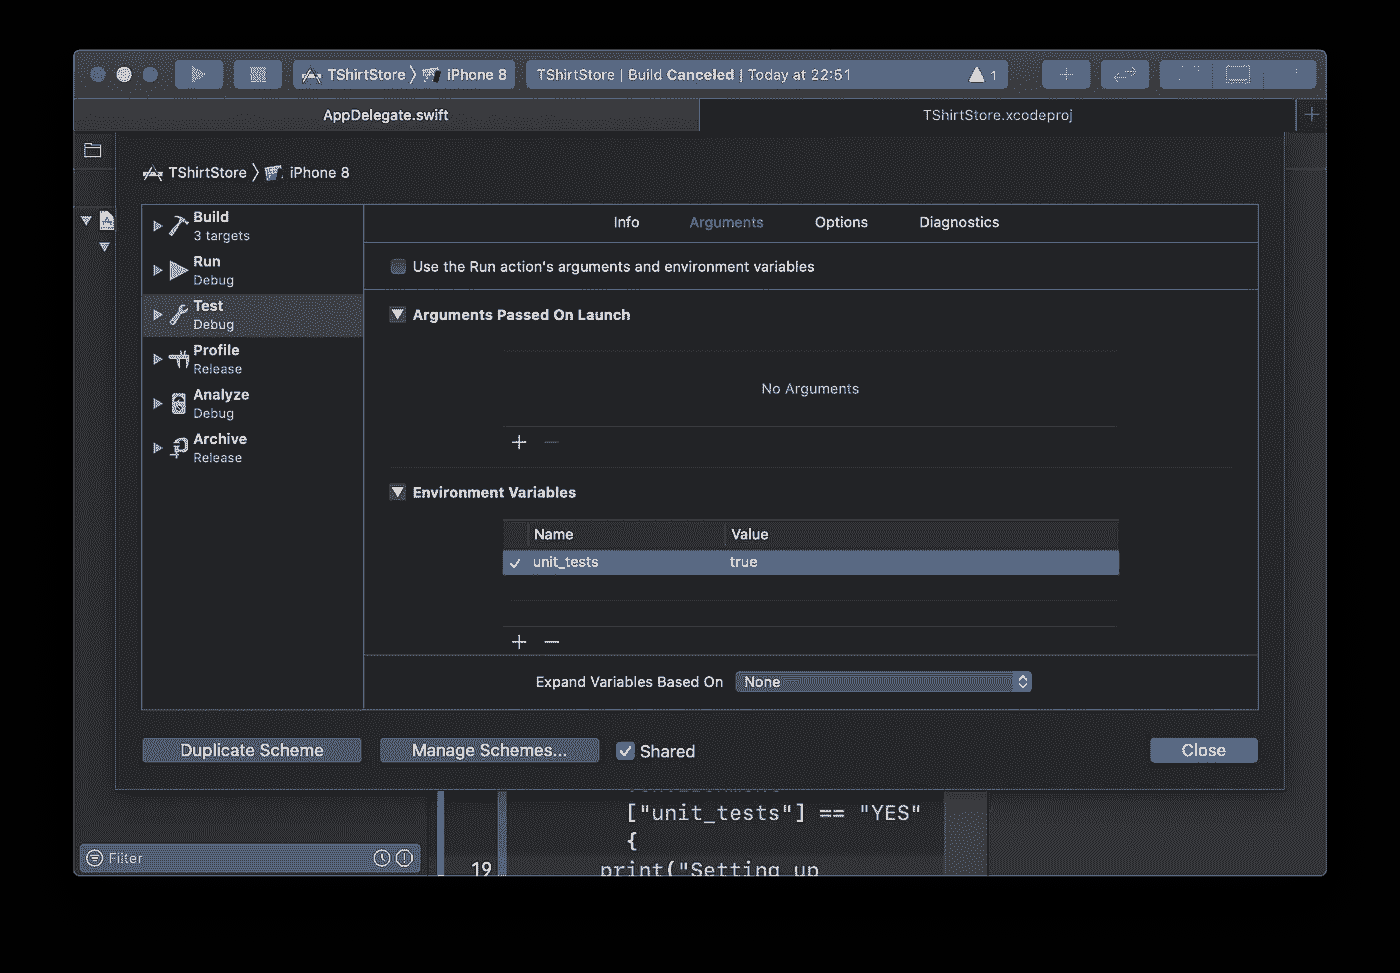 TShirtStore 〉 iPhone 8
TShirtStore | Build Canceled | Today at 22:51
1
AppDelegate.swift
TShirtStore.xcodeproj
TShirtStore 〉 iPhone 8
Build
3 targets
Run
Debug
Test
Debug
Profile
Release
Analyze
Debug
Archive
Release
Info Arguments Options Diagnostics
Use the Run action's arguments and environment variables
Arguments Passed On Launch
No Arguments
Environment Variables
Name Value
unit_tests true
Expand Variables Based On None
Duplicate Scheme Manage Schemes... Shared Close
["unit_tests"] == "YES"
{
Filter
19 print("Setting up